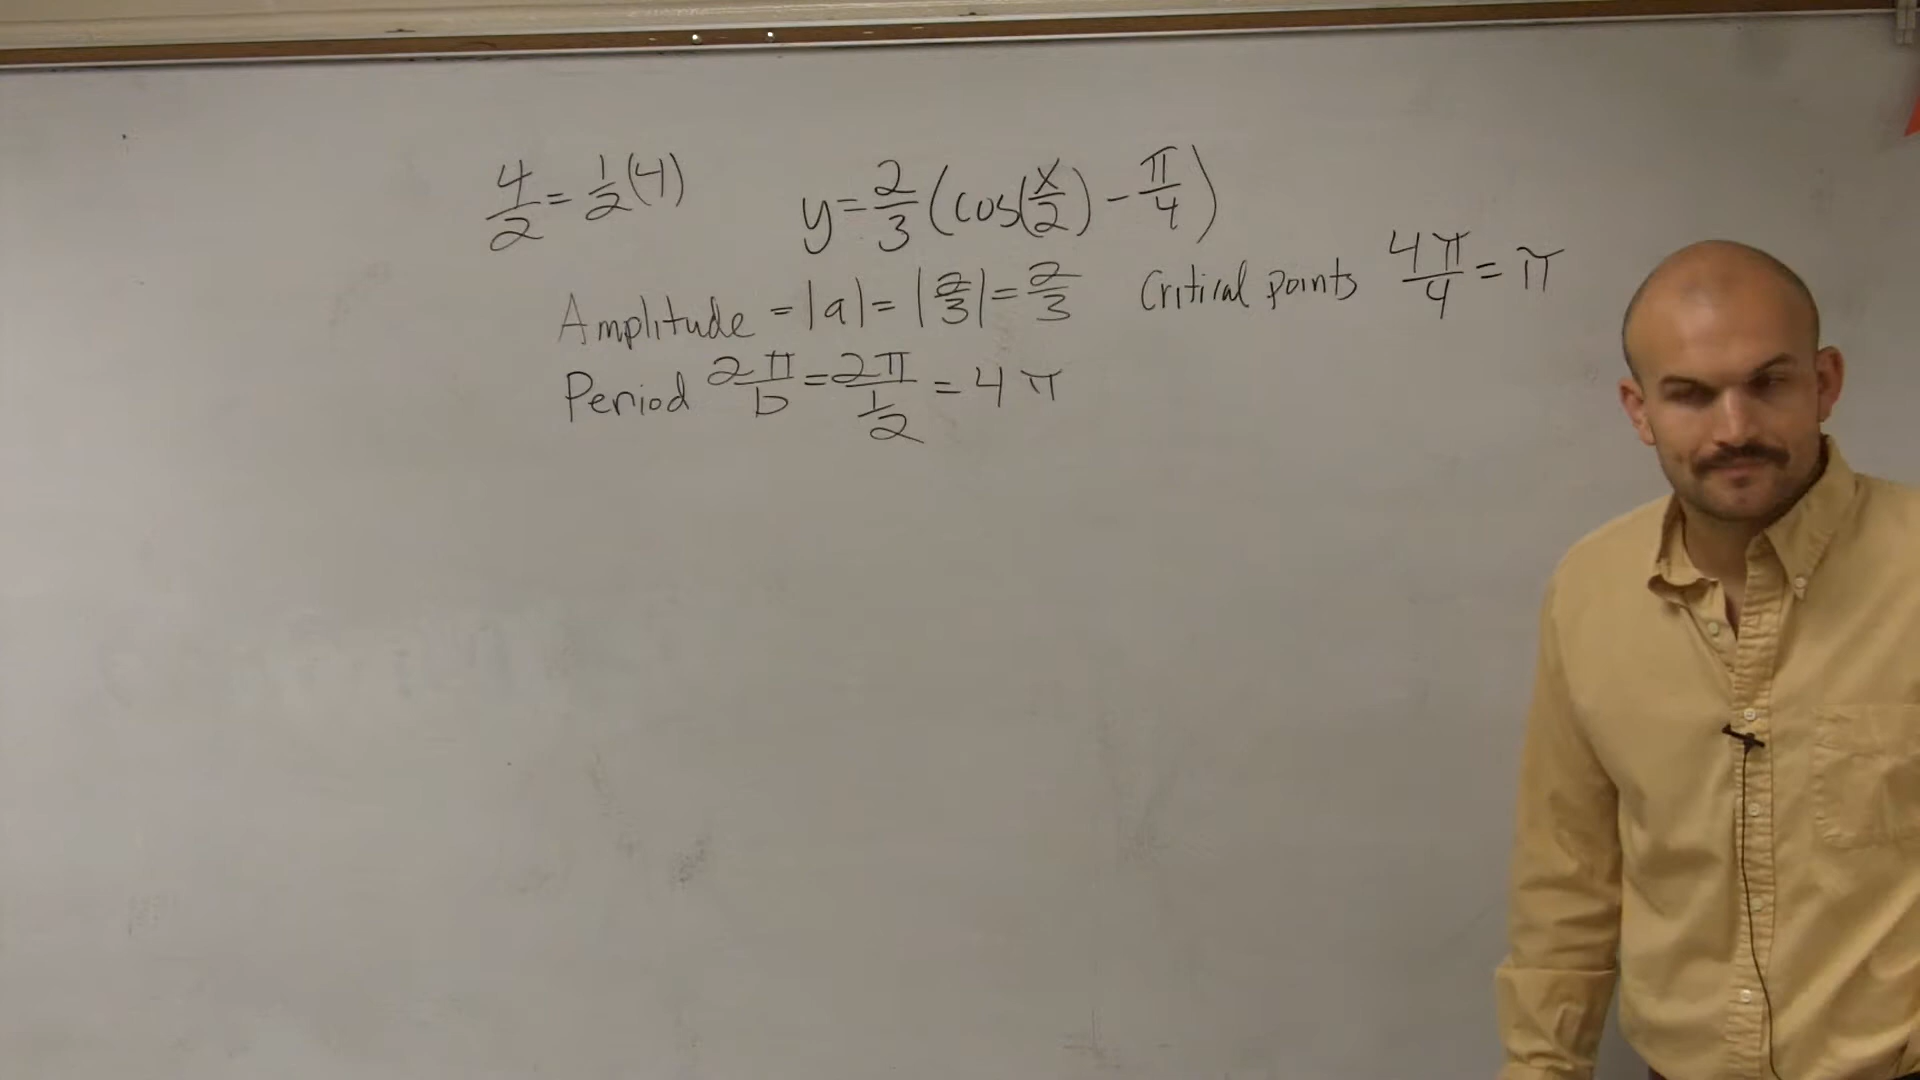 4/2 = 1/2(4)
y = 2/3 (cos(x/2) - π/4)
Amplitude = |a| = |2/3| = 2/3
Critical points 4π/4 = π
Period 2π/b = 2π/(1/2) = 4π